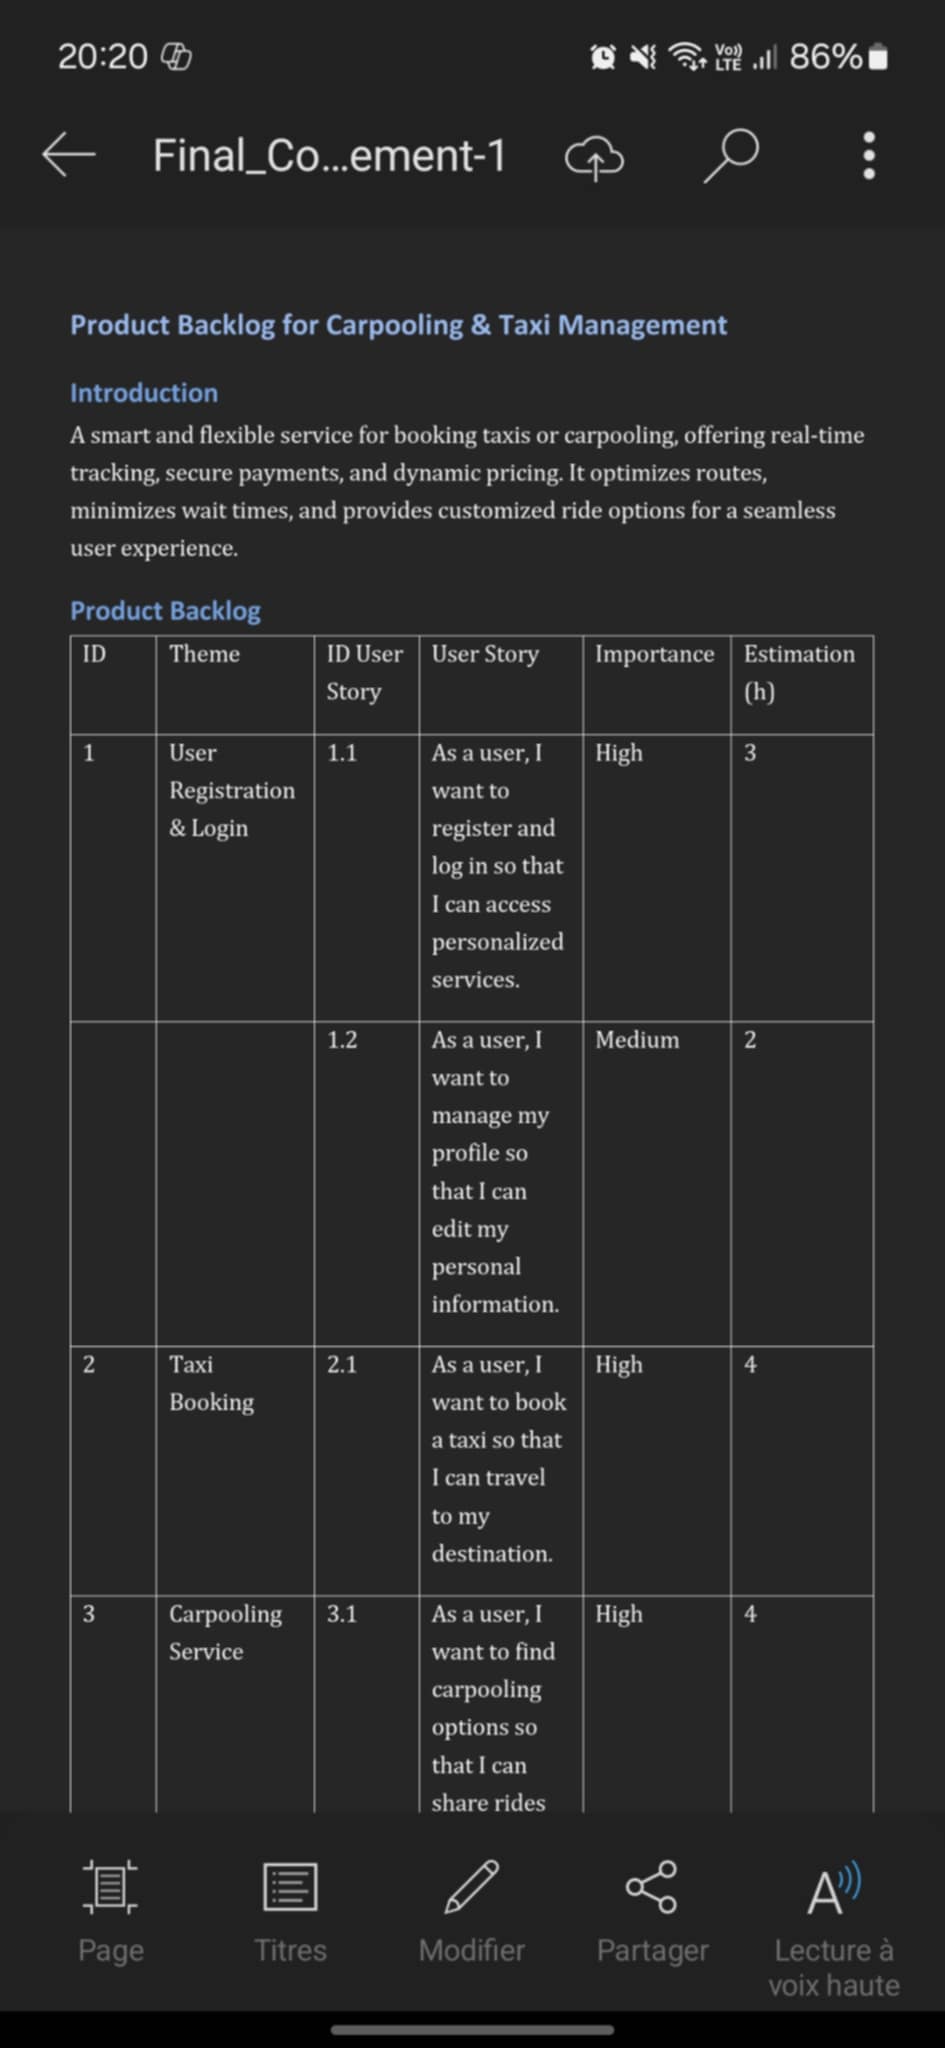 20:20
Vo)) LTE 86%
Final_Co...ement-1
Product Backlog for Carpooling & Taxi Management
Introduction
A smart and flexible service for booking taxis or carpooling, offering real-time
tracking, secure payments, and dynamic pricing. It optimizes routes,
minimizes wait times, and provides customized ride options for a seamless
user experience.
Product Backlog
ID
Theme
ID User
Story
User Story
Importance
Estimation
(h)
1
User
Registration
& Login
1.1
As a user, I
want to
register and
log in so that
I can access
personalized
services.
High
3
1.2
As a user, I
want to
manage my
profile so
that I can
edit my
personal
information.
Medium
2
2
Taxi
Booking
2.1
As a user, I
want to book
a taxi so that
I can travel
to my
destination.
High
4
3
Carpooling
Service
3.1
As a user, I
want to find
carpooling
options so
that I can
share rides
High
4
Page
Titres
Modifier
Partager
A
Lecture à
voix haute